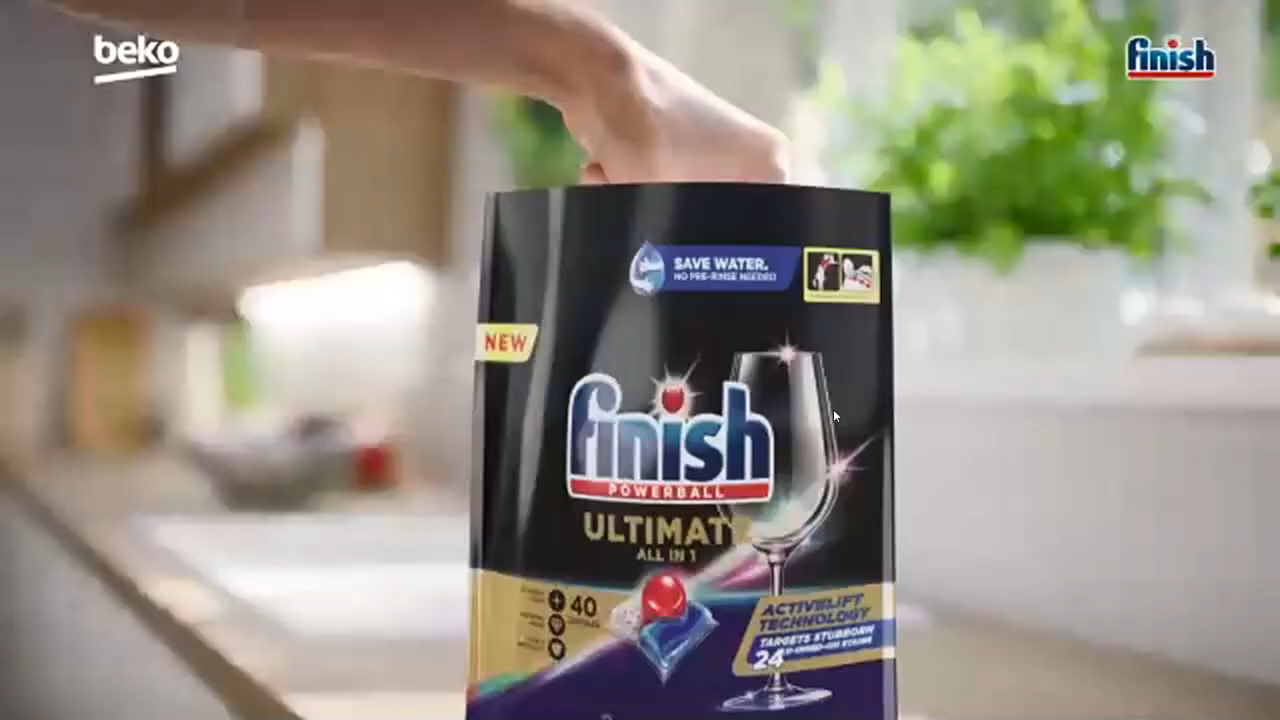 beko
finish
SAVE WATER.
NO PRE-RINSE NEEDED
NEW
finish
POWERBALL
ULTIMATE
ALL IN 1
40
ACTIVELIFT
TECHNOLOGY
TARGETS STUBBORN
24